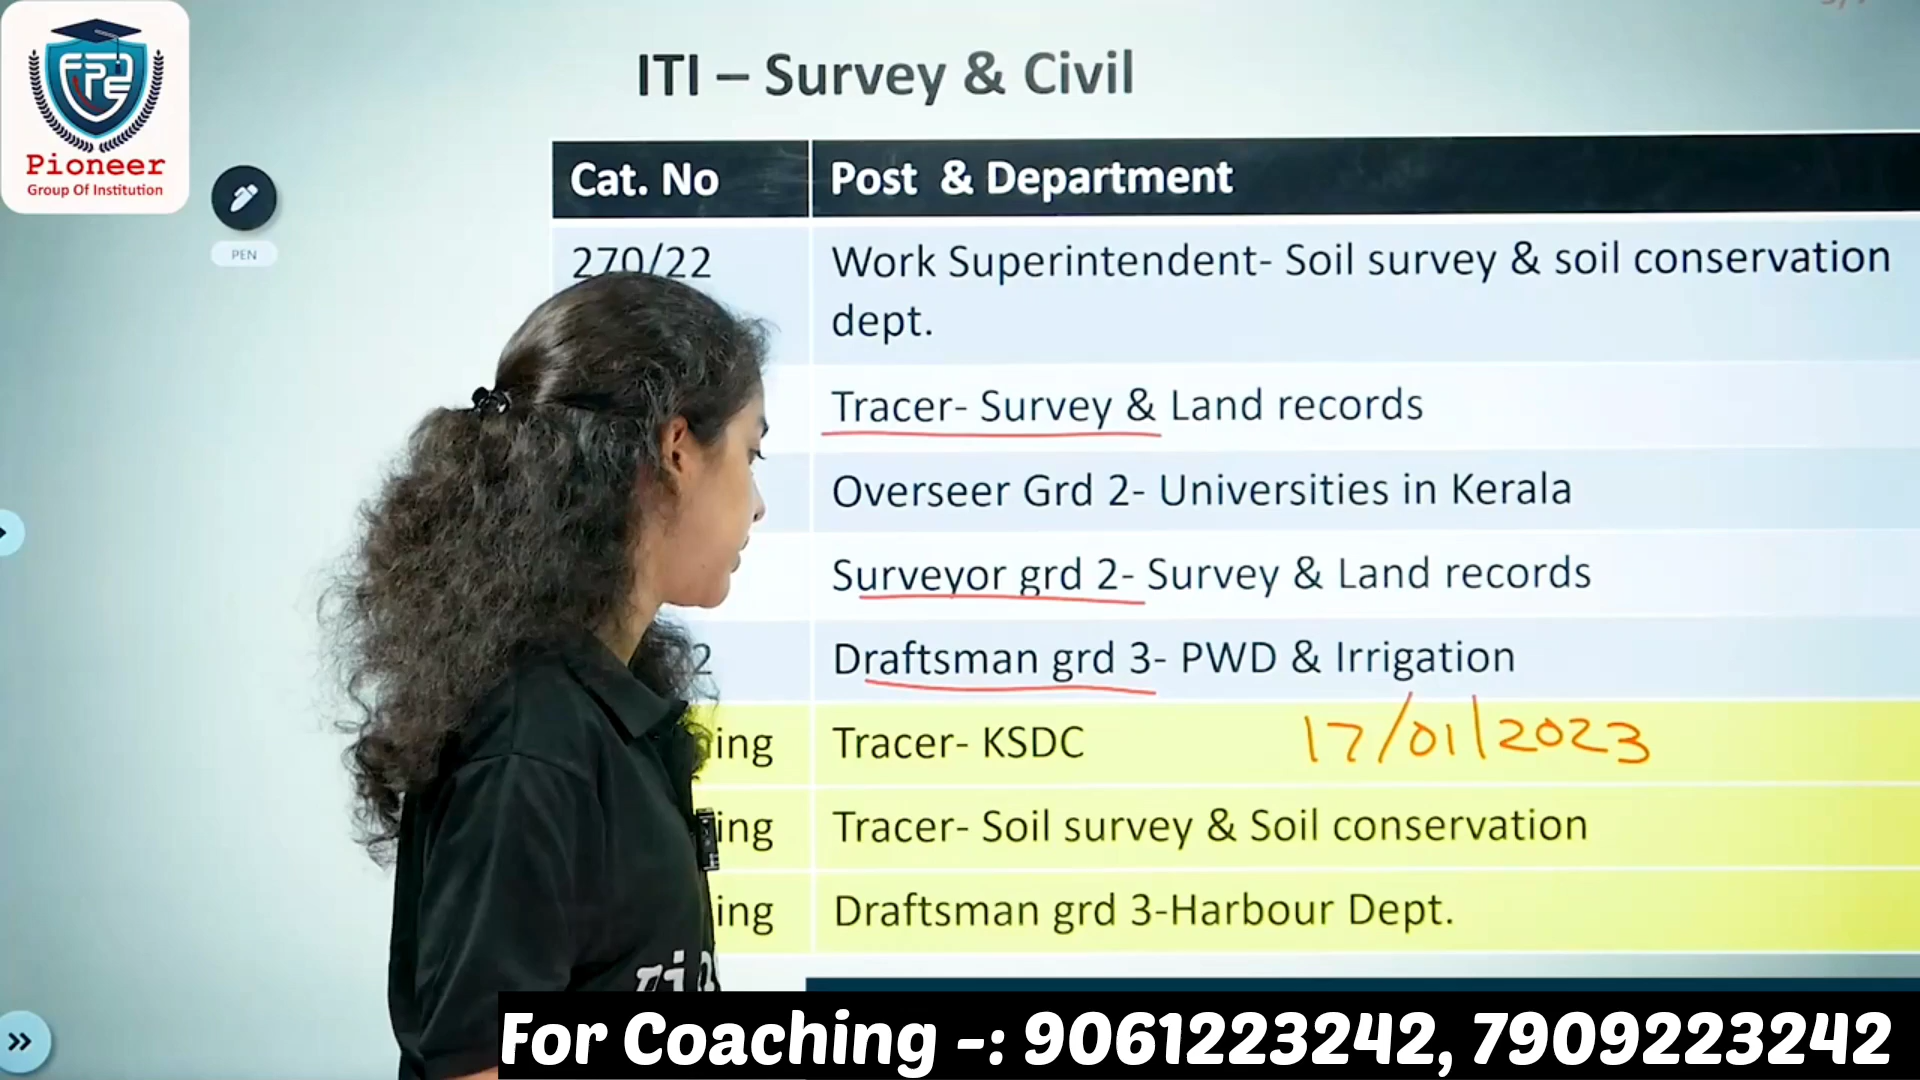 Pioneer
Group Of Institution
PEN
ITI – Survey & Civil
Cat. No
Post & Department
270/22
Work Superintendent- Soil survey & soil conservation
dept.
Tracer- Survey & Land records
Overseer Grd 2- Universities in Kerala
Surveyor grd 2- Survey & Land records
Draftsman grd 3- PWD & Irrigation
Tracer- KSDC
17/01/2023
Tracer- Soil survey & Soil conservation
Draftsman grd 3-Harbour Dept.
For Coaching -: 9061223242, 7909223242